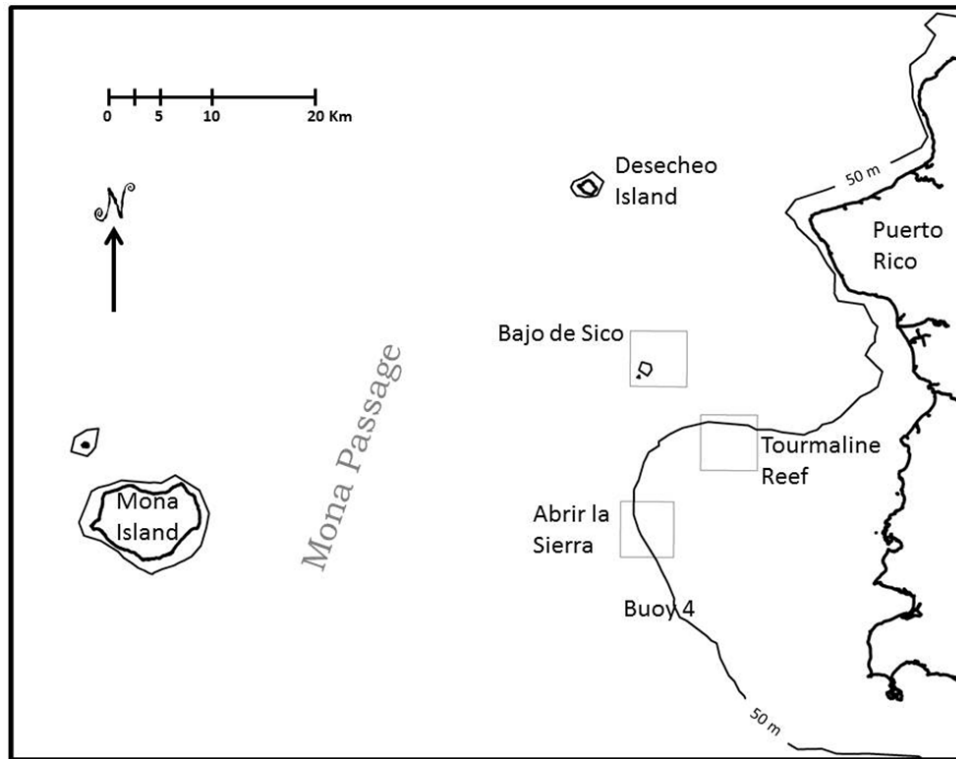 0 5 10 20 Km
N
50 m
Desecheo
Island
Puerto
Rico
Bajo de Sico
Mona Passage
Tourmaline
Reef
Mona
Island
Abrir la
Sierra
Buoy 4
50 m